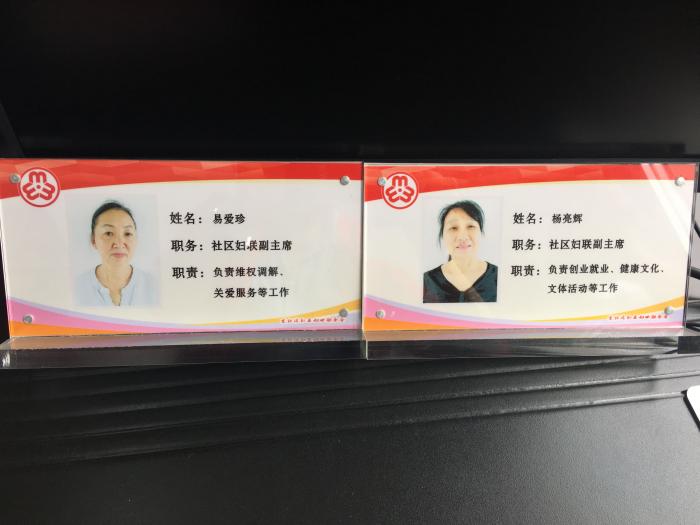 姓名：易爱珍
职务：社区妇联副主席
职责：负责维权调解、
关爱服务等工作
姓名：杨亮辉
职务：社区妇联副主席
职责：负责创业就业、健康文化、
文体活动等工作